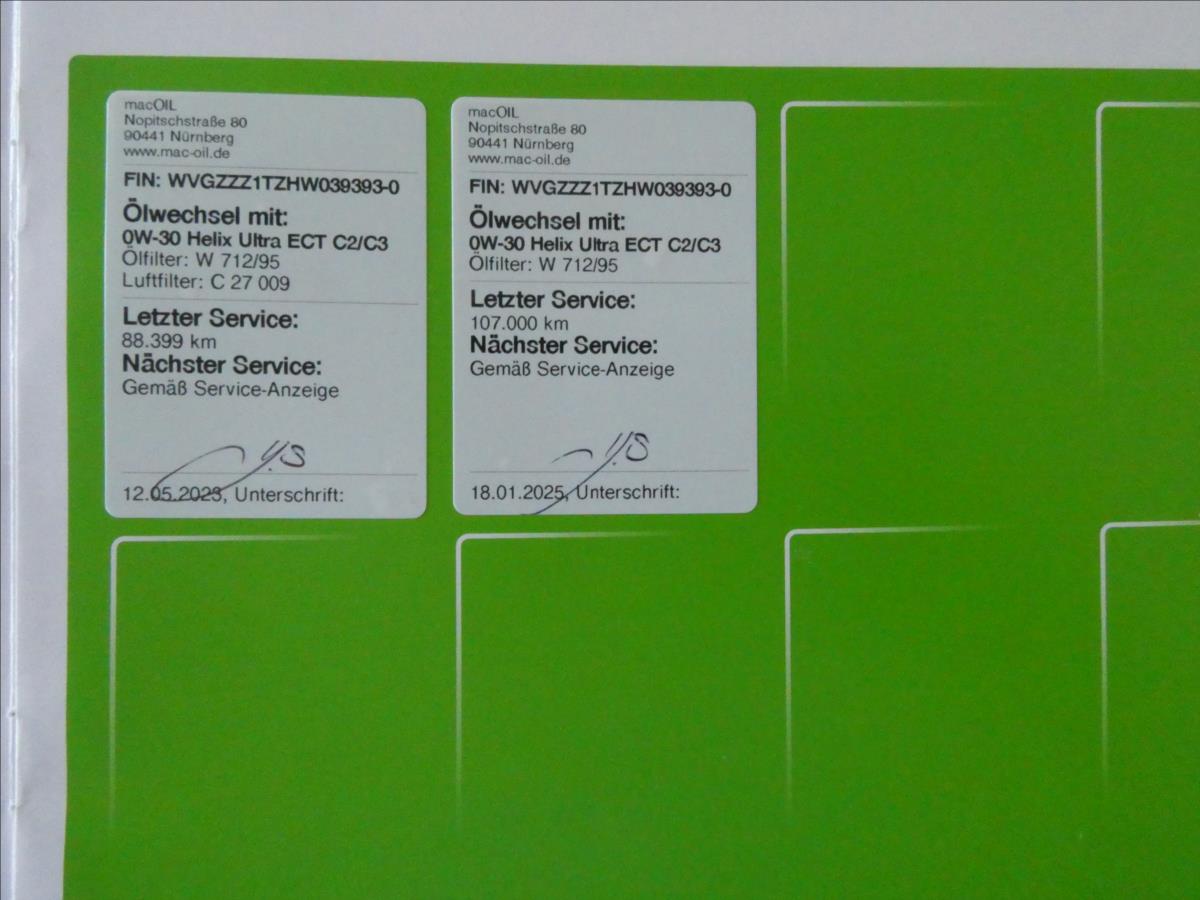 macOIL
Nopitschstraße 80
90441 Nürnberg
www.mac-oil.de
FIN: WVGZZZ1TZHW039393-0
Ölwechsel mit:
0W-30 Helix Ultra ECT C2/C3
Ölfilter: W 712/95
Luftfilter: C 27 009
Letzter Service:
88.399 km
Nächster Service:
Gemäß Service-Anzeige
12.05.2023, Unterschrift:
macOIL
Nopitschstraße 80
90441 Nürnberg
www.mac-oil.de
FIN: WVGZZZ1TZHW039393-0
Ölwechsel mit:
0W-30 Helix Ultra ECT C2/C3
Ölfilter: W 712/95
Letzter Service:
107.000 km
Nächster Service:
Gemäß Service-Anzeige
18.01.2025, Unterschrift: